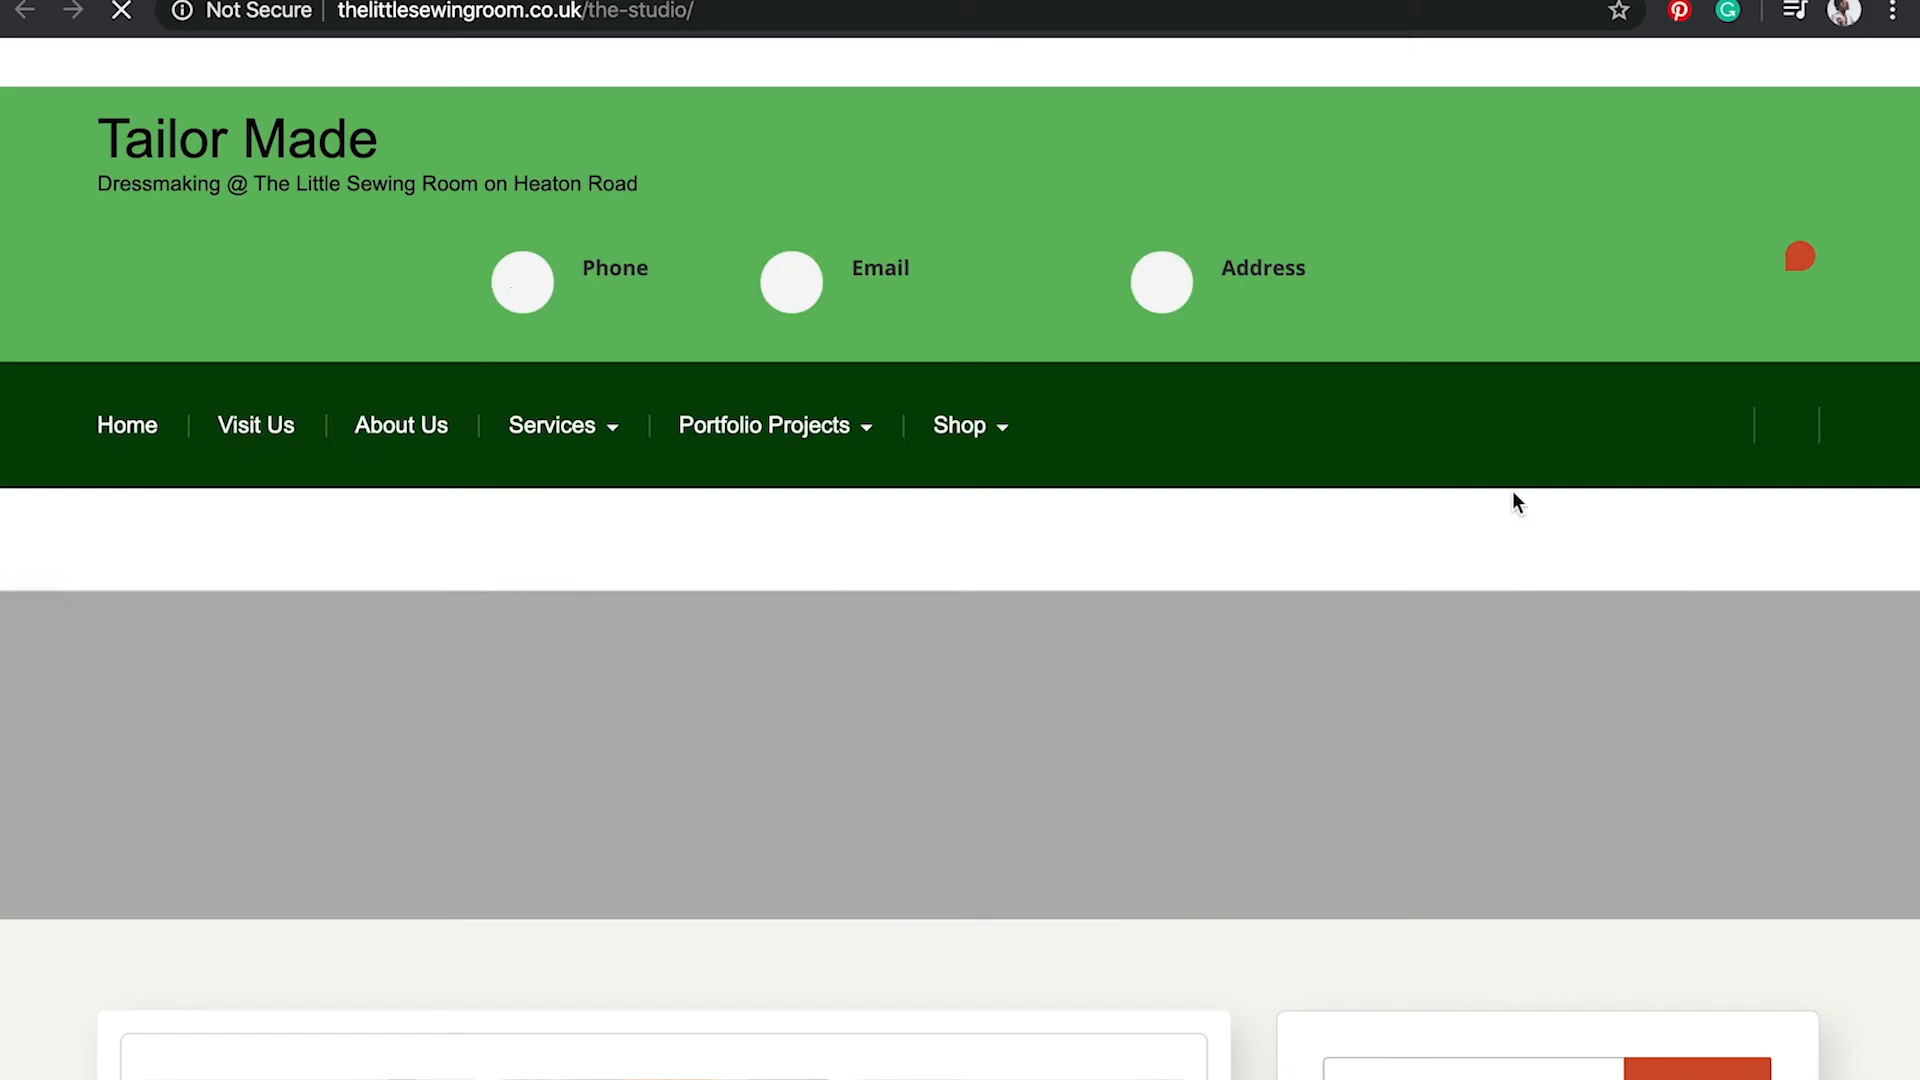 Not Secure thelittlesewingroom.co.uk/the-studio/
Tailor Made
Dressmaking @ The Little Sewing Room on Heaton Road
Phone Email Address
Home Visit Us About Us Services Portfolio Projects Shop